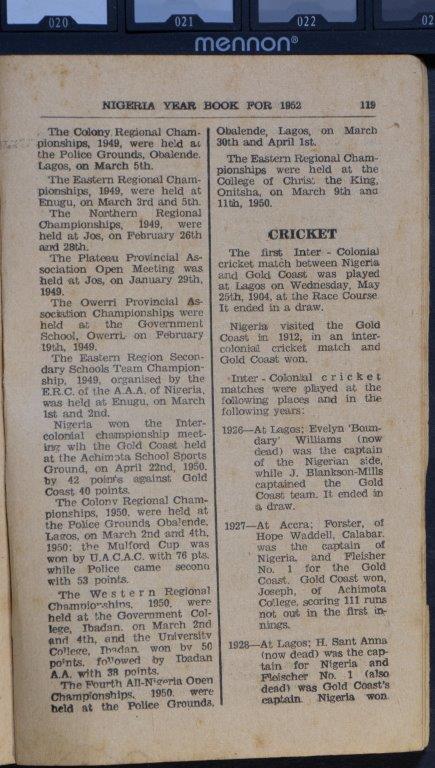 020
021
022
mennon®
NIGERIA YEAR BOOK FOR 1952 119
The Colony Regional Cham-
pionships, 1949, were held at
the Police Grounds, Obalende.
Lagos, on March 5th.
The Eastern Regional Cham-
pionships, 1949, were held at
Enugu, on March 3rd and 5th.
The Northern Regional
Championships, 1949, were
held at Jos, on February 26th
and 28th.
The Plateau Provincial As-
sociation Open Meeting was
held at Jos, on January 29th,
1949.
The Owerri Provincial As-
sociation Championships were
held at the Government
School, Owerri, on February
19th, 1949.
The Eastern Region Secon-
dary Schools Team Champion-
ship, 1949, organised by the
E.R.C. of the A.A.A. of Nigeria,
was held at Enugu, on March
1st and 2nd.
Nigeria won the Inter-
colonial championship meet-
ing wih the Gold Coast held
at the Achimota School Sports
Ground, on April 22nd, 1950.
by 42 points against Gold
Coast 40 points.
The Colony Regional Cham-
pionships, 1950, were held at
the Police Grounds Obalende,
Lagos, on March 2nd and 4th,
1950; the Mulford Cup was
won by U.A.C.A.C. with 76 pts.
while Police came second
with 53 points.
The Western Regional
Championships, 1950, were
held at the Government Col-
lege, Ibadan, on March 2nd
and 4th, and the University
College, Ibadan, won by 50
points, followed by Ibadan
A.A. with 38 points.
The Fourth All-Nigeria Open
Championships, 1950, were
held at the Police Grounds,
Obalende, Lagos, on March
30th and April 1st.
The Eastern Regional Cham-
pionships were held at the
College of Christ the King,
Onitsha, on March 9th and
11th, 1950.
CRICKET
The first Inter - Colonial
cricket match between Nigeria
and Gold Coast was played
at Lagos on Wednesday, May
25th, 1904, at the Race Course
It ended in a draw.
Nigeria visited the Gold
Coast in 1912, in an inter-
colonial cricket match and
Gold Coast won.
Inter - Colonial cricket
matches were played at the
following places and in the
following years:
1926—At Lagos; Evelyn 'Boun-
dary' Williams (now
dead) was the captain
of the Nigerian side,
while J. Blankson-Mills
captained the Gold
Coast team. It ended in
a draw.
1927—At Accra; Forster, of
Hope Waddell, Calabar.
was the captain of
Nigeria, and Fleisher
No. 1 for the Gold
Coast. Gold Coast won,
Joseph, of Achimota
College, scoring 111 runs
not out in the first in-
nings.
1928—At Lagos; H. Sant Anna
(now dead) was the cap-
tain for Nigeria and
Fleischer No. 1 (also
dead) was Gold Coast's
captain. Nigeria won.